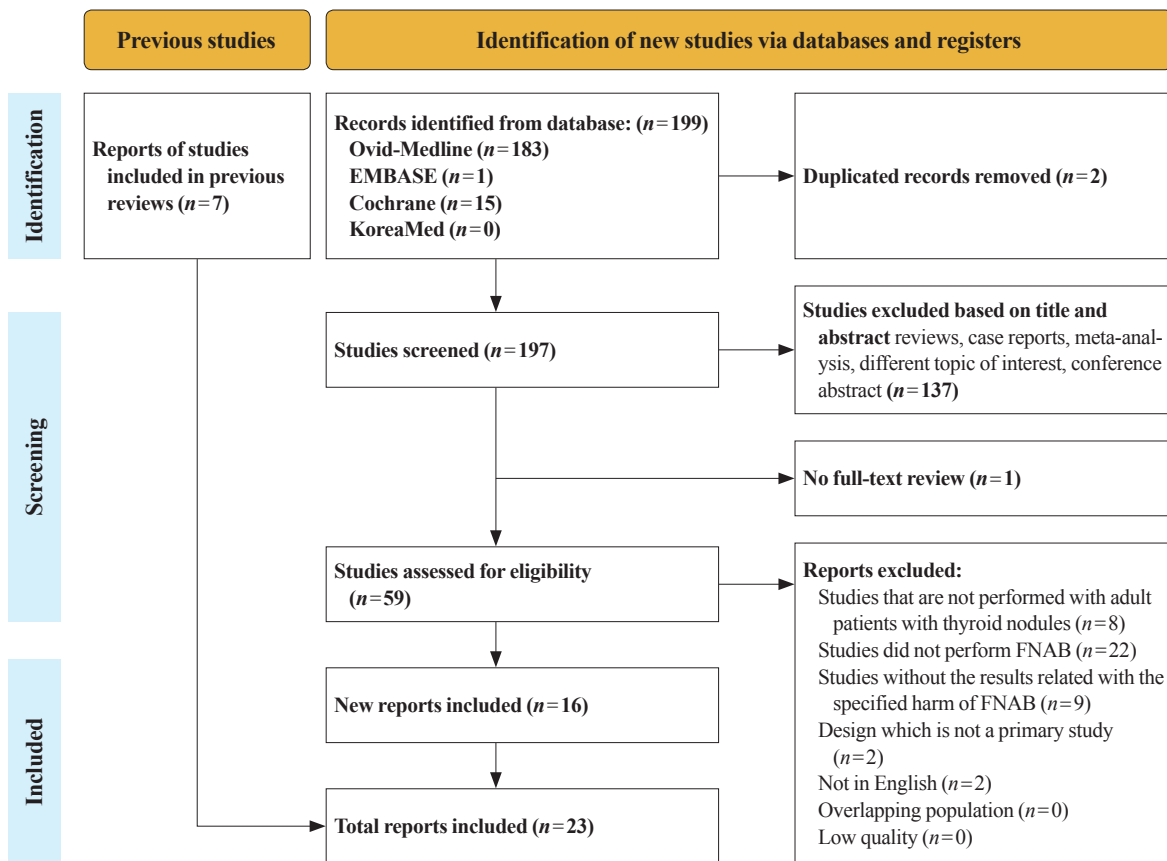 Previous studies
Identification of new studies via databases and registers
Identification
Reports of studies
included in previous
reviews (n=7)
Records identified from database: (n=199)
Ovid-Medline (n=183)
EMBASE (n=1)
Cochrane (n=15)
KoreaMed (n=0)
Duplicated records removed (n=2)
Screening
Studies screened (n=197)
Studies excluded based on title and
abstract reviews, case reports, meta-anal-
ysis, different topic of interest, conference
abstract (n=137)
No full-text review (n=1)
Studies assessed for eligibility
(n=59)
Reports excluded:
Studies that are not performed with adult
patients with thyroid nodules (n=8)
Studies did not perform FNAB (n=22)
Studies without the results related with the
specified harm of FNAB (n=9)
Design which is not a primary study
(n=2)
Not in English (n=2)
Overlapping population (n=0)
Low quality (n=0)
Included
New reports included (n=16)
Total reports included (n=23)